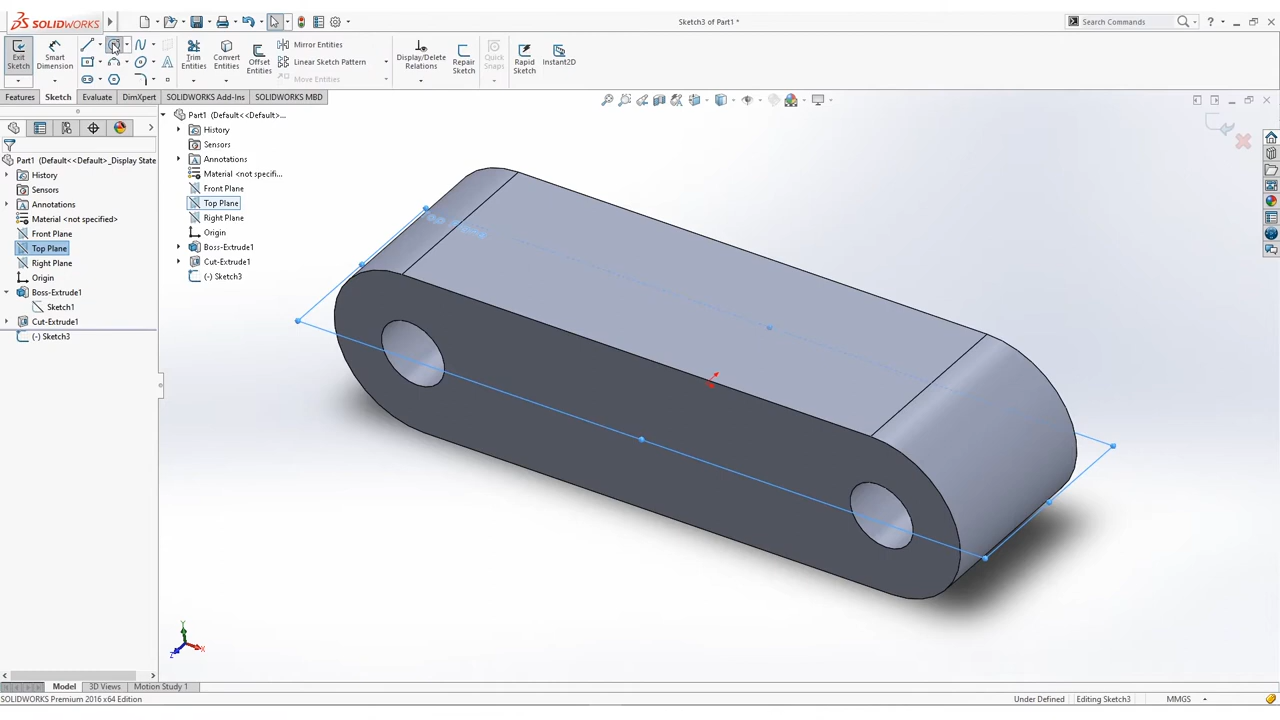 SOLIDWORKS
Sketch3 of Part1 *
Search Commands
Exit Sketch
Smart Dimension
Trim Entities
Convert Entities
Offset Entities
Mirror Entities
Linear Sketch Pattern
Move Entities
Display/Delete Relations
Repair Sketch
Quick Snaps
Rapid Sketch
Instant2D
Features
Sketch
Evaluate
DimXpert
SOLIDWORKS Add-Ins
SOLIDWORKS MBD
Part1 (Default<<Default>_Display State
History
Sensors
Annotations
Material <not specified>
Front Plane
Top Plane
Right Plane
Origin
Boss-Extrude1
Sketch1
Cut-Extrude1
(-) Sketch3
Part1 (Default<<Default>_...
History
Sensors
Annotations
Material <not specifi...
Front Plane
Top Plane
Right Plane
Origin
Boss-Extrude1
Cut-Extrude1
(-) Sketch3
Top Plane
Y
X
Z
Model
3D Views
Motion Study 1
SOLIDWORKS Premium 2016 x64 Edition
Under Defined
Editing Sketch3
MMGS